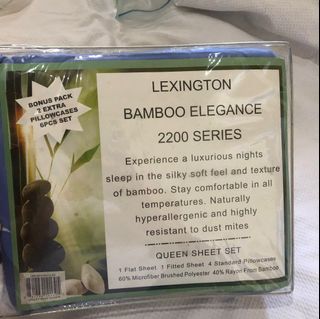 BONUS PACK
2 EXTRA
PILLOWCASES
6PCS SET
LEXINGTON
BAMBOO ELEGANCE
2200 SERIES
Experience a luxurious nights
sleep in the silky soft feel and texture
of bamboo. Stay comfortable in all
temperatures. Naturally
hyperallergenic and highly
resistant to dust mites
QUEEN SHEET SET
1 Flat Sheet 1 Fitted Sheet 4 Standard Pillowcases
60% Microfiber Brushed Polyester 40% Rayon From Bamboo